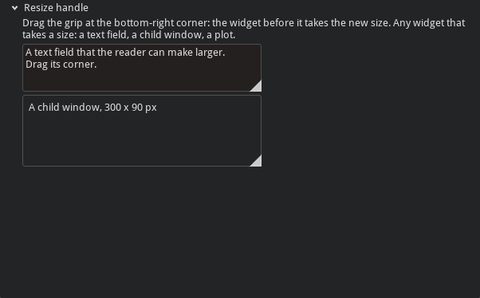 Resize handle
Drag the grip at the bottom-right corner: the widget before it takes the new size. Any widget that
takes a size: a text field, a child window, a plot.
A text field that the reader can make larger.
Drag its corner.
A child window, 300 x 90 px